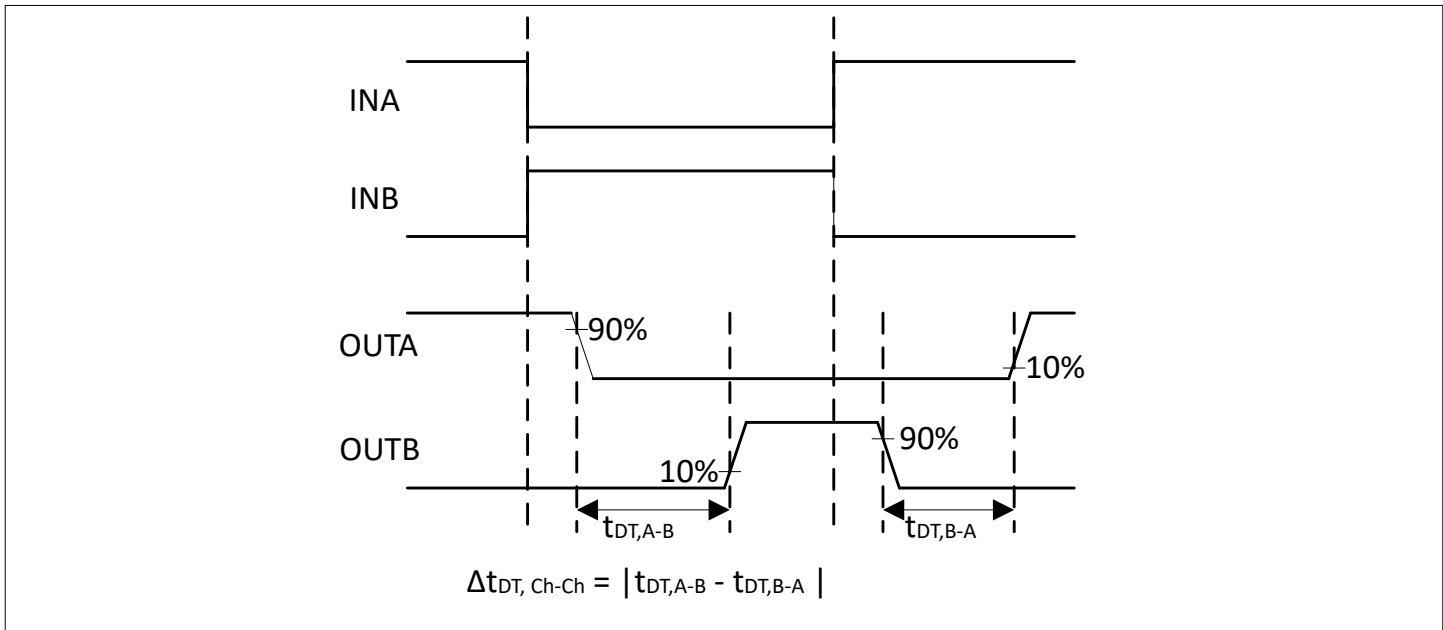 INA
INB
OUTA
90%
10%
OUTB
90%
10%
tDT,A-B
tDT,B-A
ΔtDT, Ch-Ch = |tDT,A-B - tDT,B-A |